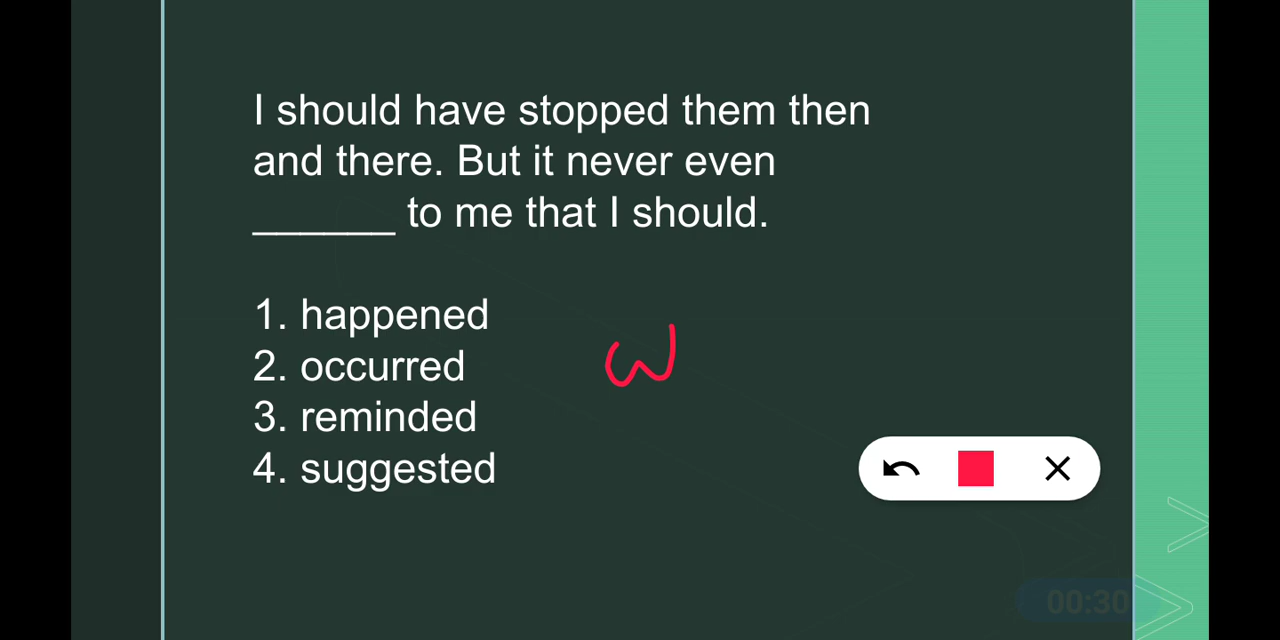 I should have stopped them then
and there. But it never even
______ to me that I should.
1. happened
2. occurred
3. reminded
4. suggested
00:30